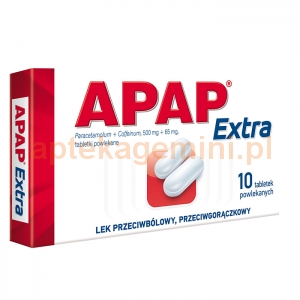 APAP®
Extra
Paracetamolum + Coffeinum, 500 mg + 65 mg,
tabletki powlekane
10 tabletek
powlekanych
LEK PRZECIWBÓLOWY, PRZECIWGORĄCZKOWY
APAP Extra
aptekagemini.pl